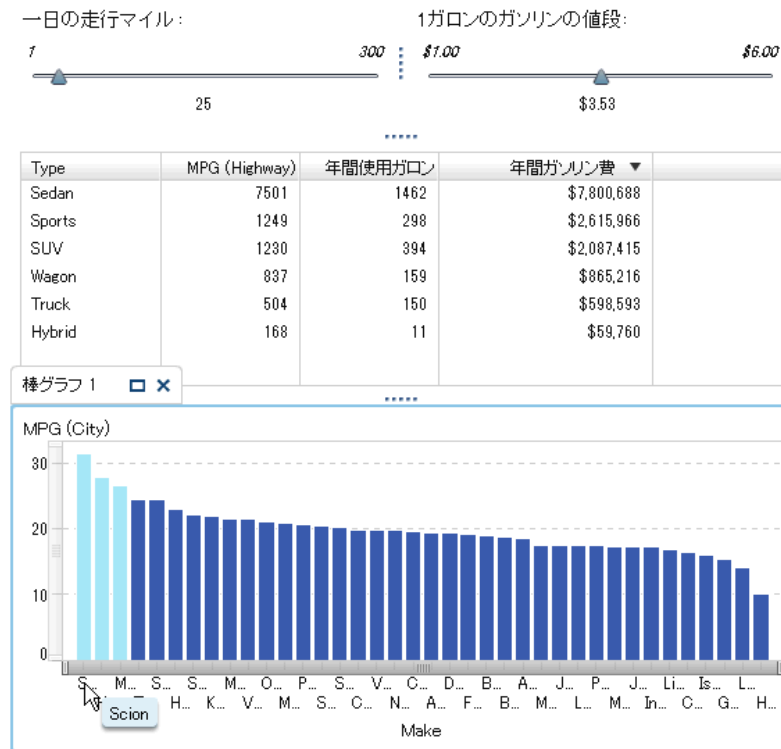 一日の走行マイル: 1ガロンのガソリンの値段:
1 300 $1.00 $6.00
25 $3.53
Type MPG (Highway) 年間使用ガロン 年間ガソリン費 ▼
Sedan 7501 1462 $7,800,688
Sports 1249 298 $2,615,966
SUV 1230 394 $2,087,415
Wagon 837 159 $865,216
Truck 504 150 $598,593
Hybrid 168 11 $59,760
棒グラフ 1
MPG (City)
30
20
10
0
S... M... S... S... M... O... P... S... V... C... D... B... A... J... P... J... Li... Is... L...
H... K... V... M... S... C... N... A... F... B... M... L... M... In... C... G... H...
Scion
Make